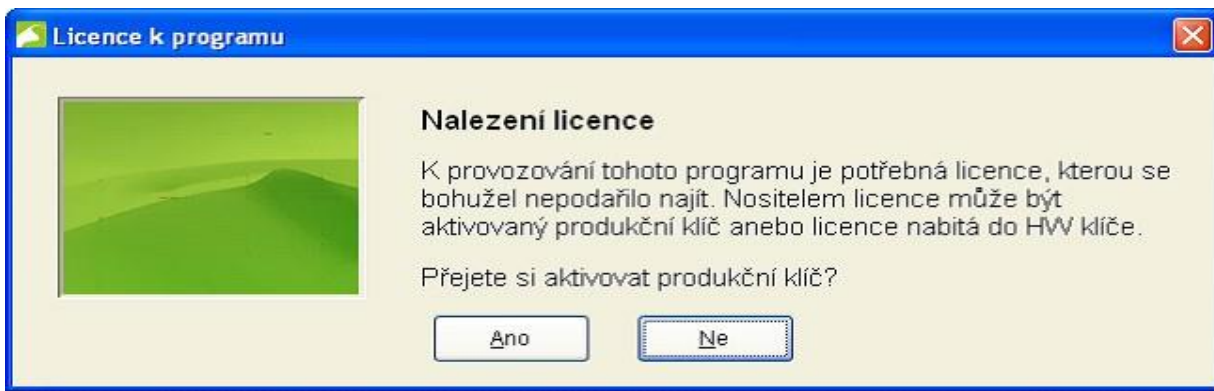 Licence k programu
Nalezení licence
K provozování tohoto programu je potřebná licence, kterou se
bohužel nepodařilo najít. Nositelem licence může být
aktivovaný produkční klíč anebo licence nabitá do HW klíče.
Přejete si aktivovat produkční klíč?
Ano
Ne